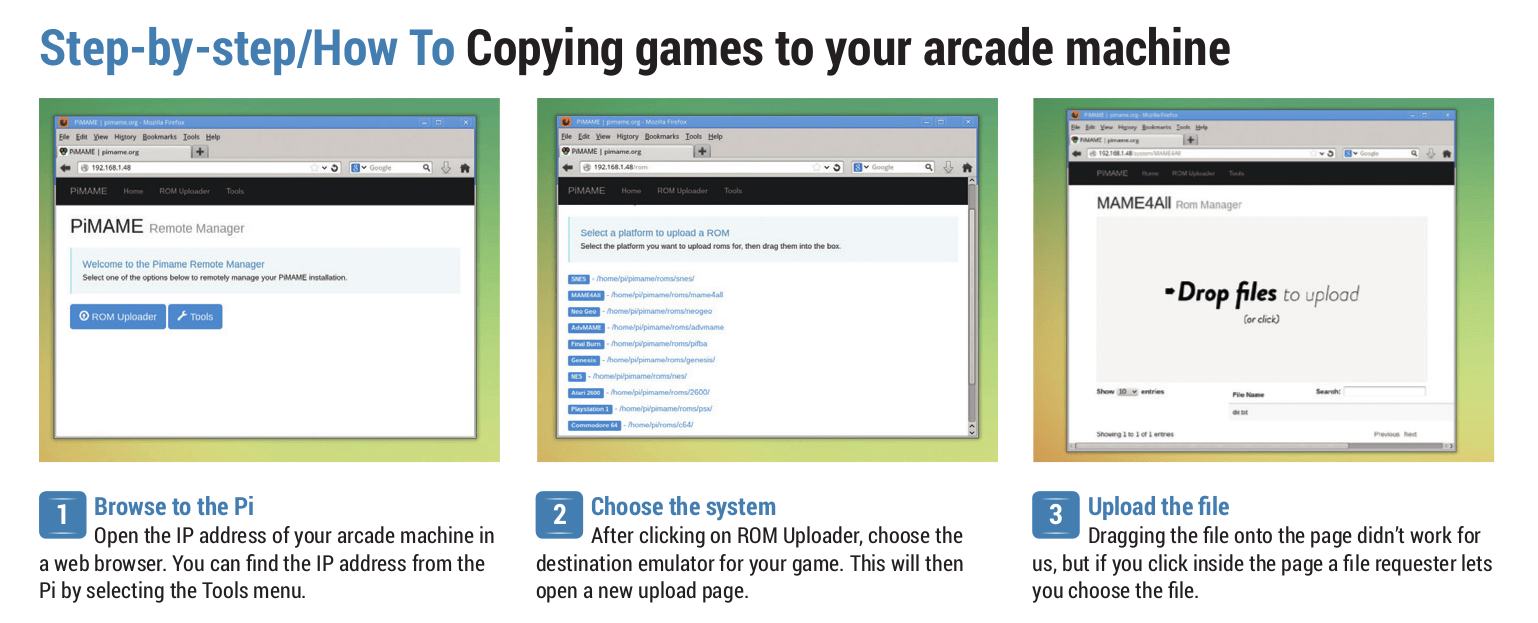 Step-by-step/How To Copying games to your arcade machine
PiMAME | pimame.org - Mozilla Firefox
File Edit View History Bookmarks Tools Help
PiMAME | pimame.org
192.168.1.48
Google
PiMAME Home ROM Uploader Tools
PiMAME Remote Manager
Welcome to the Pimame Remote Manager
Select one of the options below to remotely manage your PiMAME installation.
ROM Uploader Tools
PiMAME | pimame.org - Mozilla Firefox
File Edit View History Bookmarks Tools Help
PiMAME | pimame.org
192.168.1.48/rom
Google
PiMAME Home ROM Uploader Tools
Select a platform to upload a ROM
Select the platform you want to upload roms for, then drag them into the box.
SNES - /home/pi/pimame/roms/snes/
MAME4All - /home/pi/pimame/roms/mame4all
Neo Geo - /home/pi/pimame/roms/neogeo
AdvMAME - /home/pi/pimame/roms/advmame
Final Burn - /home/pi/pimame/roms/pifba
Genesis - /home/pi/pimame/roms/genesis/
NES - /home/pi/pimame/roms/nes/
Atari 2600 - /home/pi/pimame/roms/2600/
Playstation 1 - /home/pi/pimame/roms/psx/
Commodore 64 - /home/pi/roms/c64/
PiMAME | pimame.org - Mozilla Firefox
File Edit View History Bookmarks Tools Help
PiMAME | pimame.org
192.168.1.48/system/MAME4All
Google
PiMAME Home ROM Uploader Tools
MAME4All Rom Manager
Drop files to upload
(or click)
Show 10 entries
Search:
File Name
Showing 1 to 1 of 1 entries
Previous Next
1 Browse to the Pi
Open the IP address of your arcade machine in
a web browser. You can find the IP address from the
Pi by selecting the Tools menu.
2 Choose the system
After clicking on ROM Uploader, choose the
destination emulator for your game. This will then
open a new upload page.
3 Upload the file
Dragging the file onto the page didn’t work for
us, but if you click inside the page a file requester lets
you choose the file.